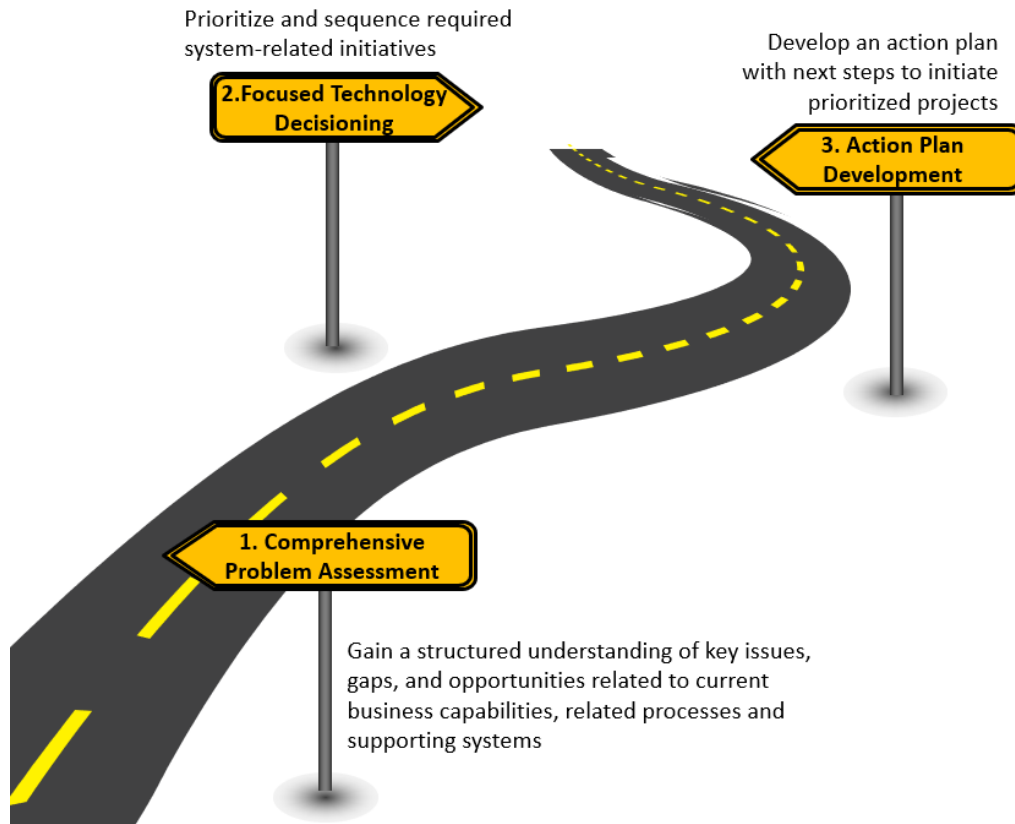 Prioritize and sequence required
system-related initiatives
2.Focused Technology
Decisioning
Develop an action plan
with next steps to initiate
prioritized projects
3. Action Plan
Development
1. Comprehensive
Problem Assessment
Gain a structured understanding of key issues,
gaps, and opportunities related to current
business capabilities, related processes and
supporting systems